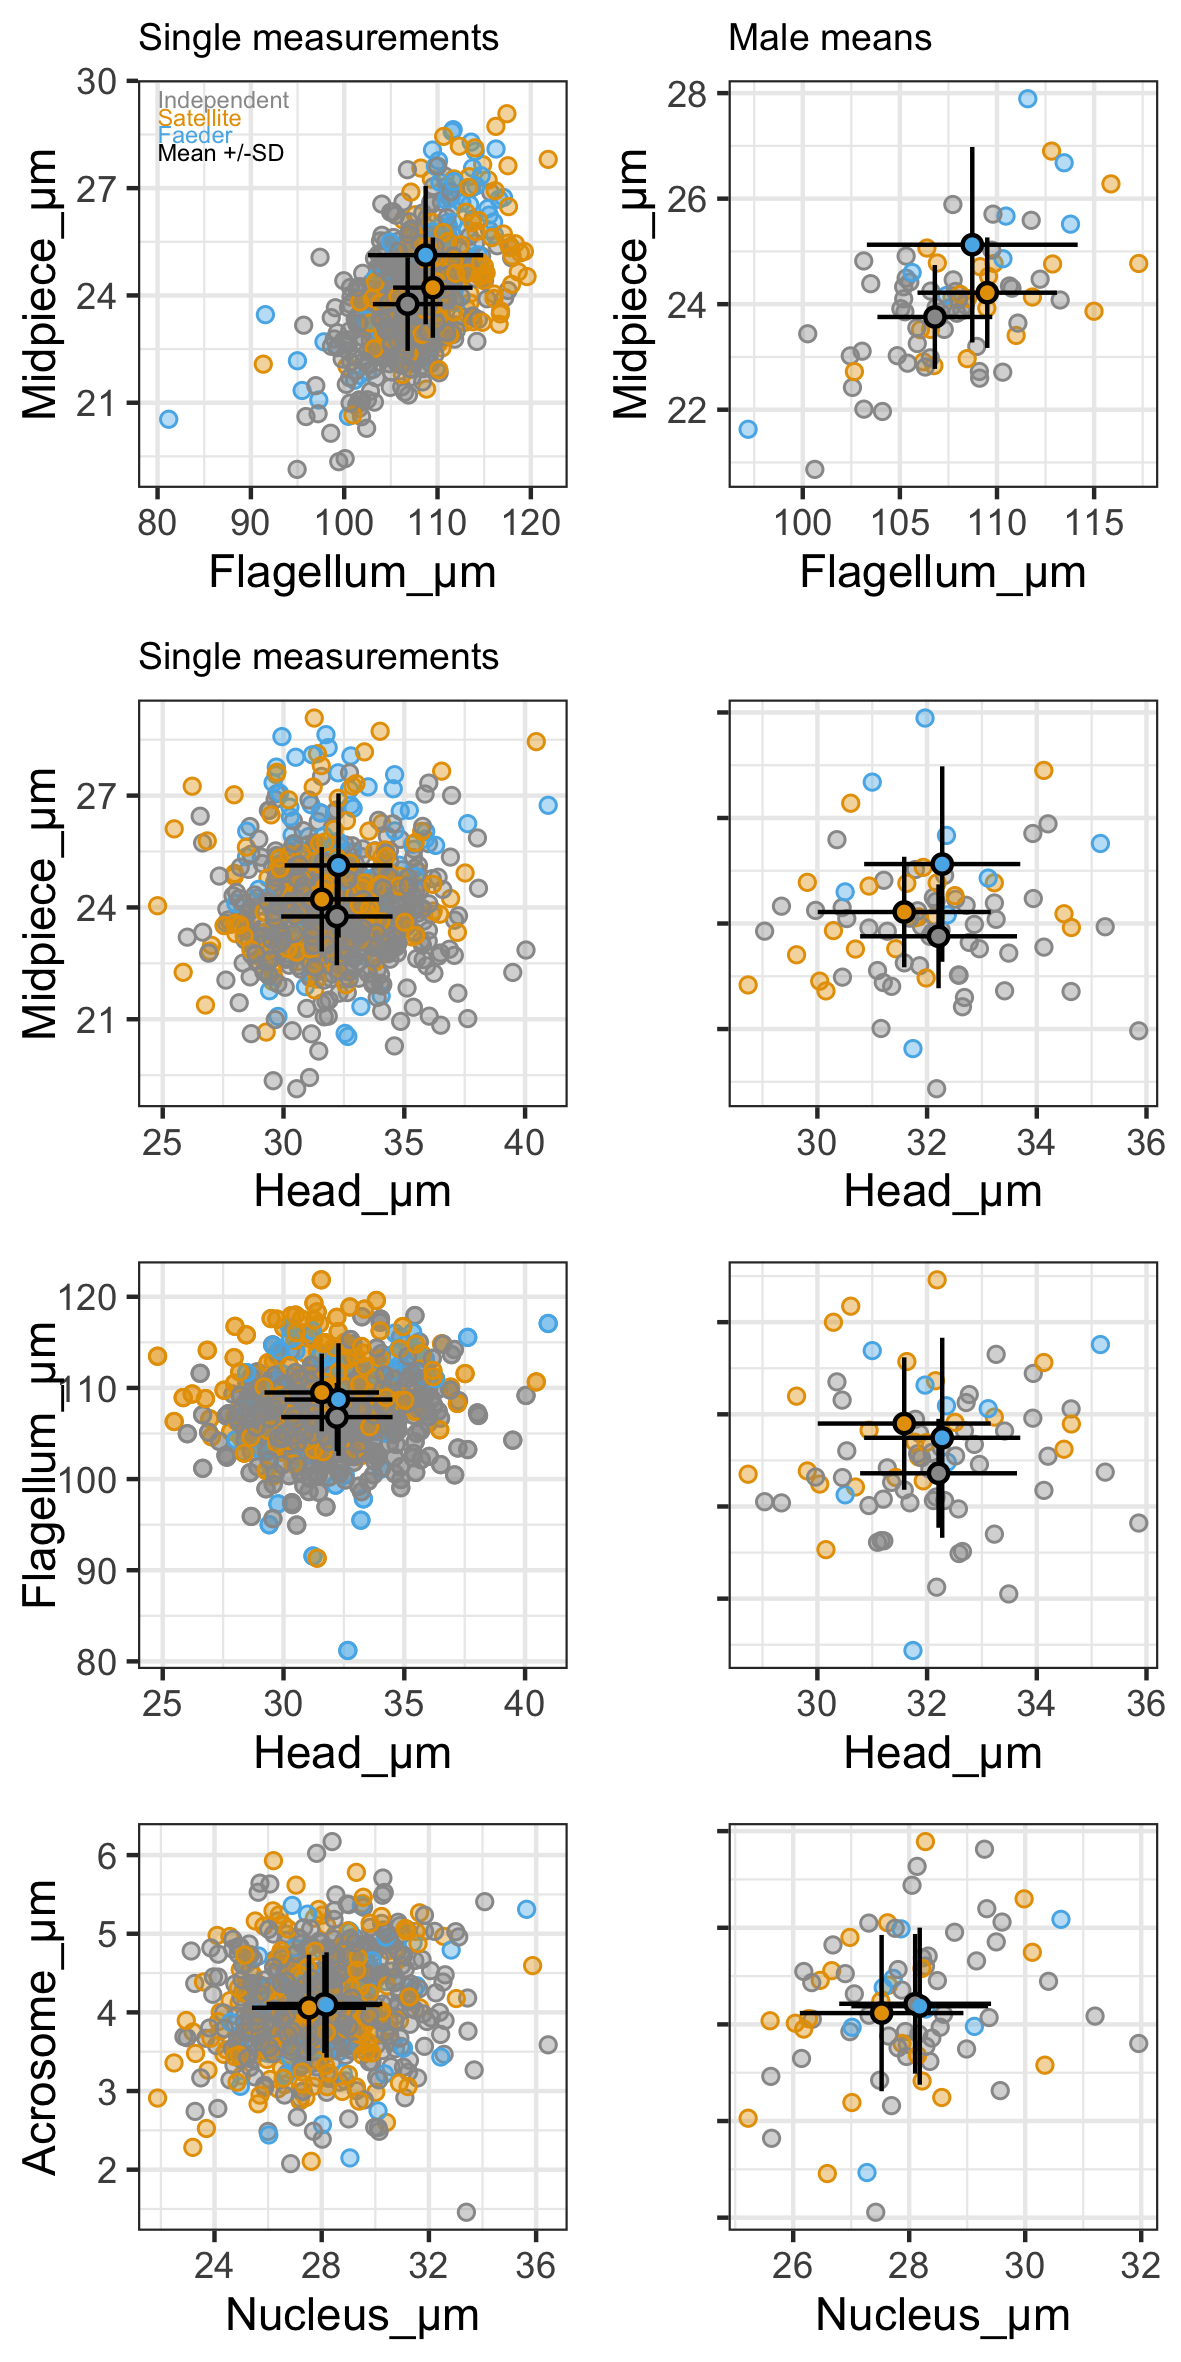 Single measurements
Male means
30
27
24
21
Midpiece_µm
Independent
Satellite
Faeder
Mean +/-SD
80 90 100 110 120
Flagellum_µm
28
26
24
22
Midpiece_µm
100 105 110 115
Flagellum_µm
Single measurements
27
24
21
Midpiece_µm
25 30 35 40
Head_µm
30 32 34 36
Head_µm
120
110
100
90
80
Flagellum_µm
25 30 35 40
Head_µm
30 32 34 36
Head_µm
6
5
4
3
2
Acrosome_µm
24 28 32 36
Nucleus_µm
26 28 30 32
Nucleus_µm